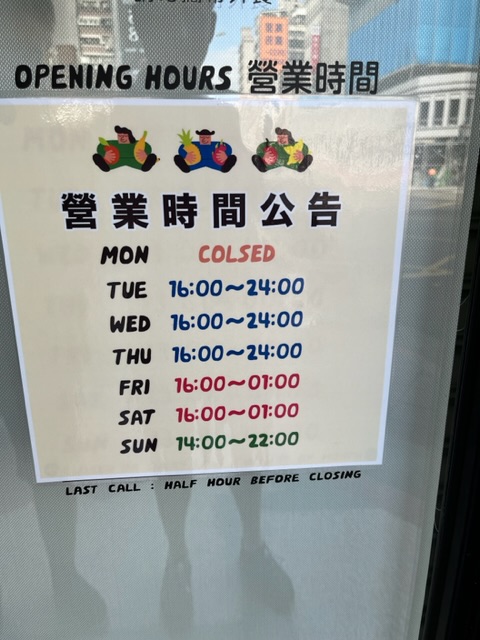 OPENING HOURS 營業時間
營業時間公告
MON COLSED
TUE 16:00~24:00
WED 16:00~24:00
THU 16:00~24:00
FRI 16:00~01:00
SAT 16:00~01:00
SUN 14:00~22:00
LAST CALL : HALF HOUR BEFORE CLOSING